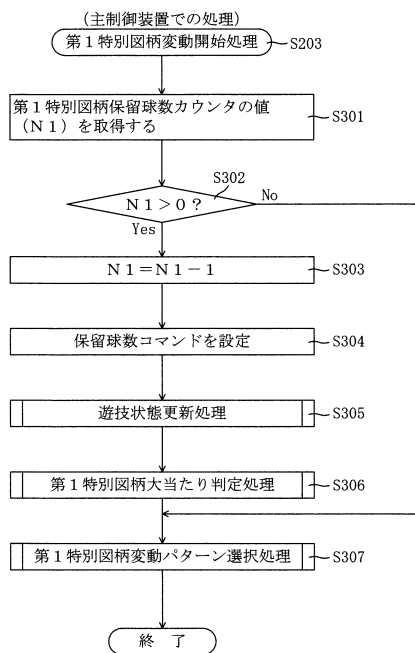 (主制御装置での処理)
第1特別図柄変動開始処理 S203
第1特別図柄保留球数カウンタの値
(N1)を取得する S301
S302
N1>0? No
Yes
N1=N1-1 S303
保留球数コマンドを設定 S304
遊技状態更新処理 S305
第1特別図柄大当たり判定処理 S306
第1特別図柄変動パターン選択処理 S307
終 了